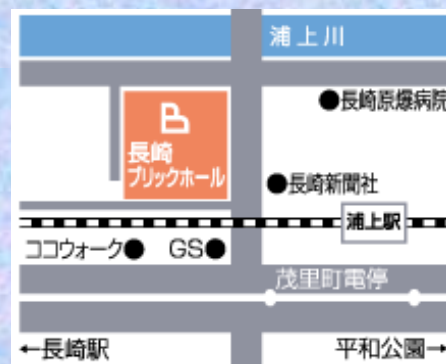 浦上川
●長崎原爆病院
B
長崎
ブリックホール
●長崎新聞社
浦上駅
ココウォーク● GS●
茂里町電停
←長崎駅
平和公園→